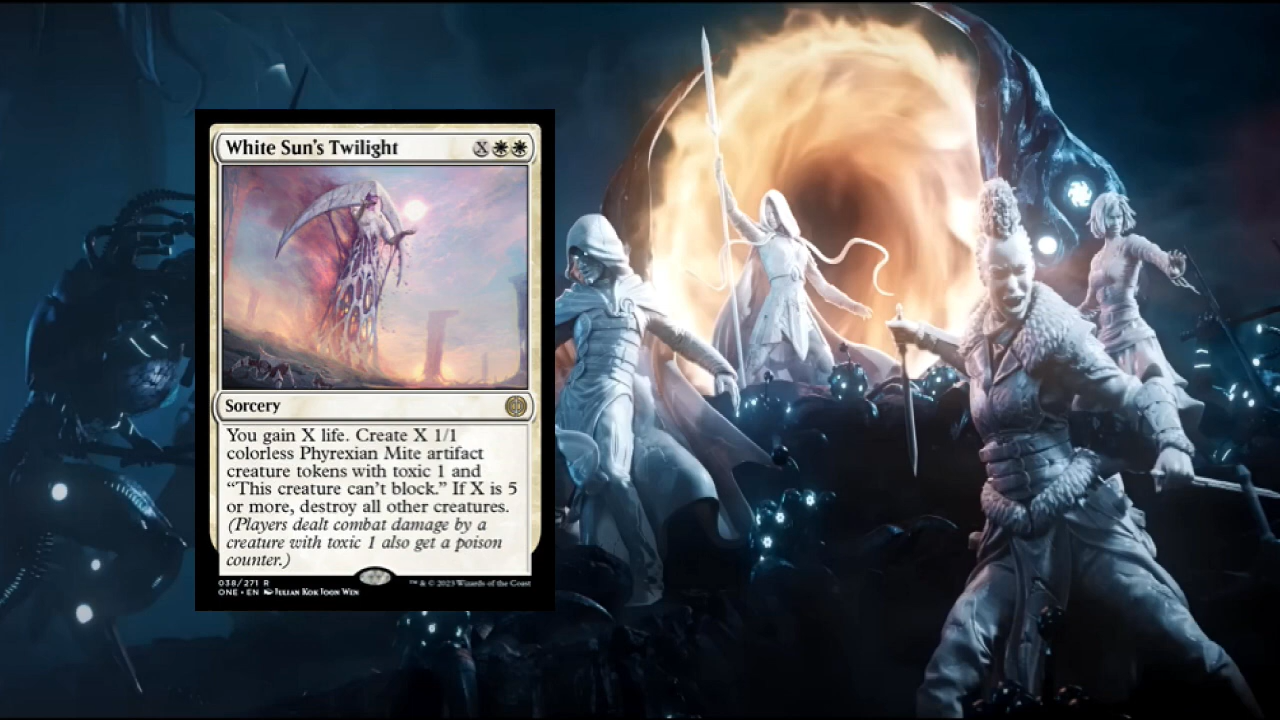 White Sun's Twilight X
Sorcery
You gain X life. Create X 1/1
colorless Phyrexian Mite artifact
creature tokens with toxic 1 and
“This creature can't block.” If X is 5
or more, destroy all other creatures.
(Players dealt combat damage by a
creature with toxic 1 also get a poison
counter.)
038/271 R
ONE • EN Julian Kok Joon Wen
™ & © 2023 Wizards of the Coast